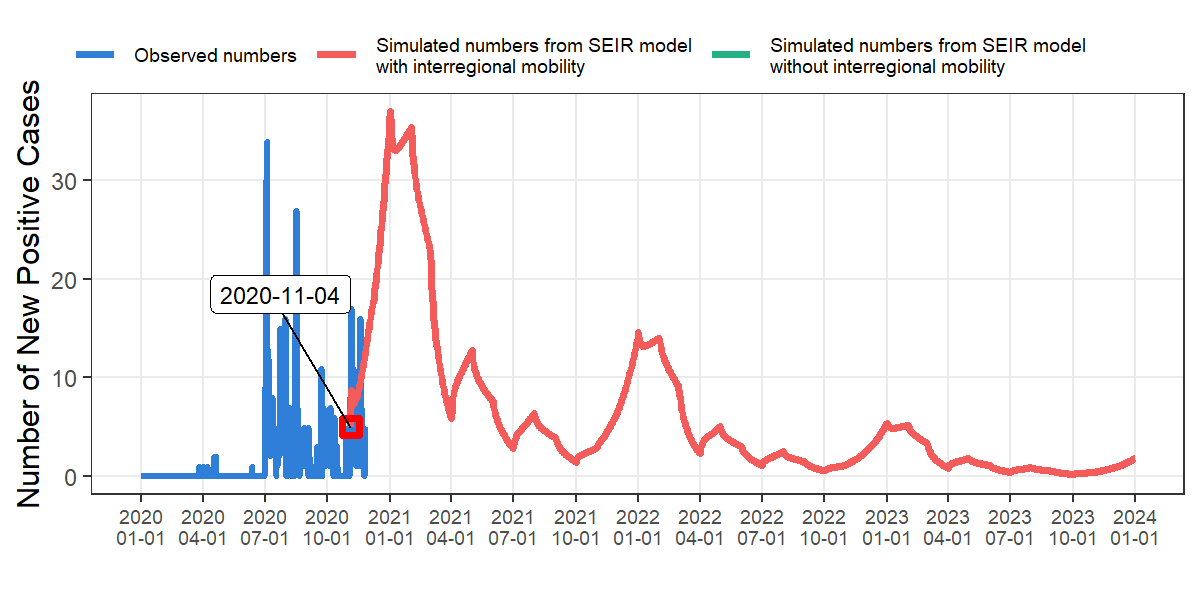 Observed numbers
Simulated numbers from SEIR model
with interregional mobility
Simulated numbers from SEIR model
without interregional mobility
Number of New Positive Cases
30
20
10
0
2020-11-04
2020 2020 2020 2020 2021 2021 2021 2021 2022 2022 2022 2022 2023 2023 2023 2023 2024
01-01 04-01 07-01 10-01 01-01 04-01 07-01 10-01 01-01 04-01 07-01 10-01 01-01 04-01 07-01 10-01 01-01